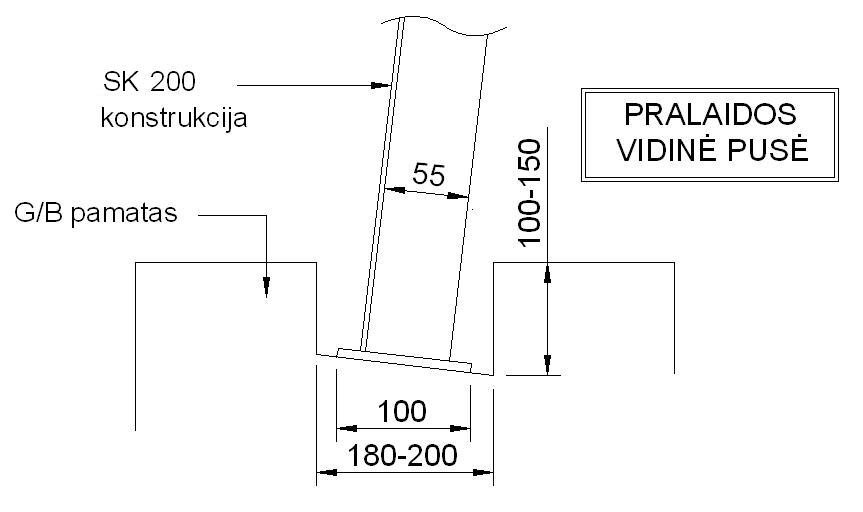 SK 200
konstrukcija
PRALAIDOS
VIDINĖ PUSĖ
55
100-150
G/B pamatas
100
180-200